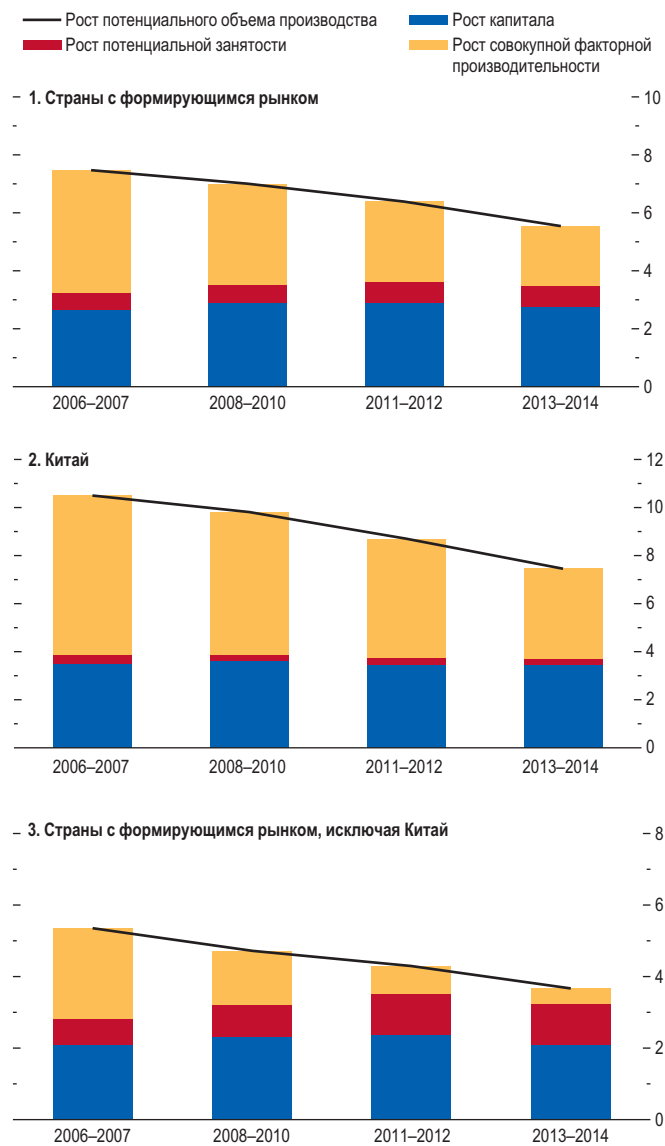 Рост потенциального объема производства
Рост капитала
Рост потенциальной занятости
Рост совокупной факторной
производительности
1. Страны с формирующимся рынком
10
8
6
4
2
0
2006–2007 2008–2010 2011–2012 2013–2014
2. Китай
12
10
8
6
4
2
0
2006–2007 2008–2010 2011–2012 2013–2014
3. Страны с формирующимся рынком, исключая Китай
8
6
4
2
0
2006–2007 2008–2010 2011–2012 2013–2014